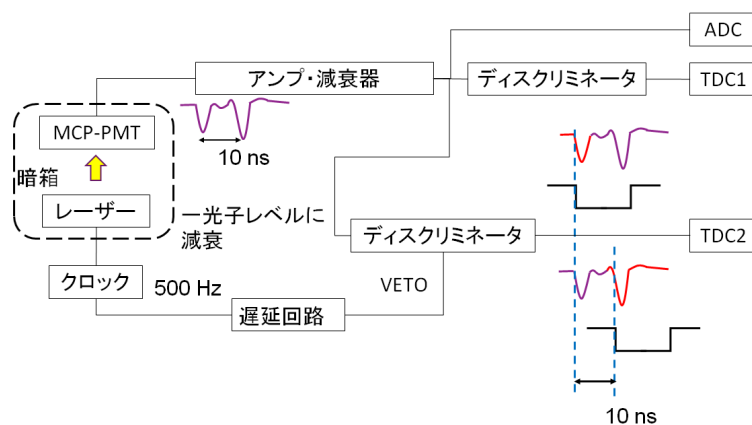 ADC
アンプ・減衰器
ディスクリミネータ
TDC1
MCP-PMT
10 ns
暗箱
レーザー
一光子レベルに
減衰
ディスクリミネータ
TDC2
クロック
500 Hz
VETO
遅延回路
10 ns